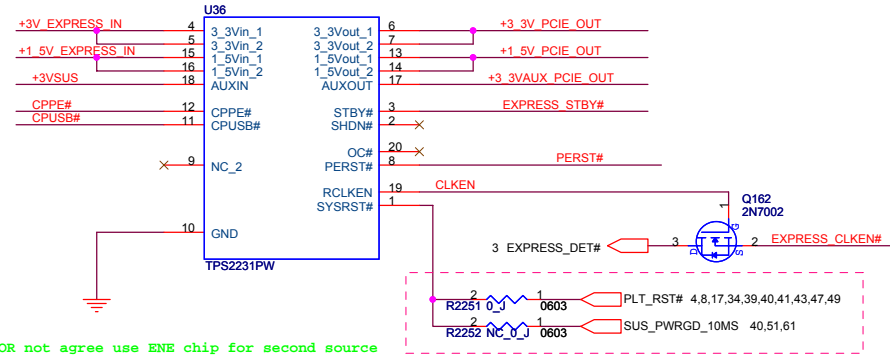 U36
+3V_EXPRESS_IN 4 3_3Vin_1 3_3Vout_1 6 +3_3V_PCIE_OUT
5 3_3Vin_2 3_3Vout_2 7
+1_5V_EXPRESS_IN 15 1_5Vin_1 1_5Vout_1 13 +1_5V_PCIE_OUT
16 1_5Vin_2 1_5Vout_2 14
+3VSUS 18 AUXIN AUXOUT 17 +3_3VAUX_PCIE_OUT
CPPE# 12 CPPE# STBY# 3 EXPRESS_STBY#
CPUSB# 11 CPUSB# SHDN# 2
OC# 20
9 NC_2 PERST# 8 PERST#
RCLKEN 19 CLKEN
SYSRST# 1
Q162
2N7002
1 G
10 GND
3 EXPRESS_DET# 3 D S 2 EXPRESS_CLKEN#
TPS2231PW
2 1 PLT_RST# 4,8,17,34,39,40,41,43,47,49
R2251 0_J 0603
2 1 SUS_PWRGD_10MS 40,51,61
R2252 NC_0_J 0603
OR not agree use ENE chip for second source